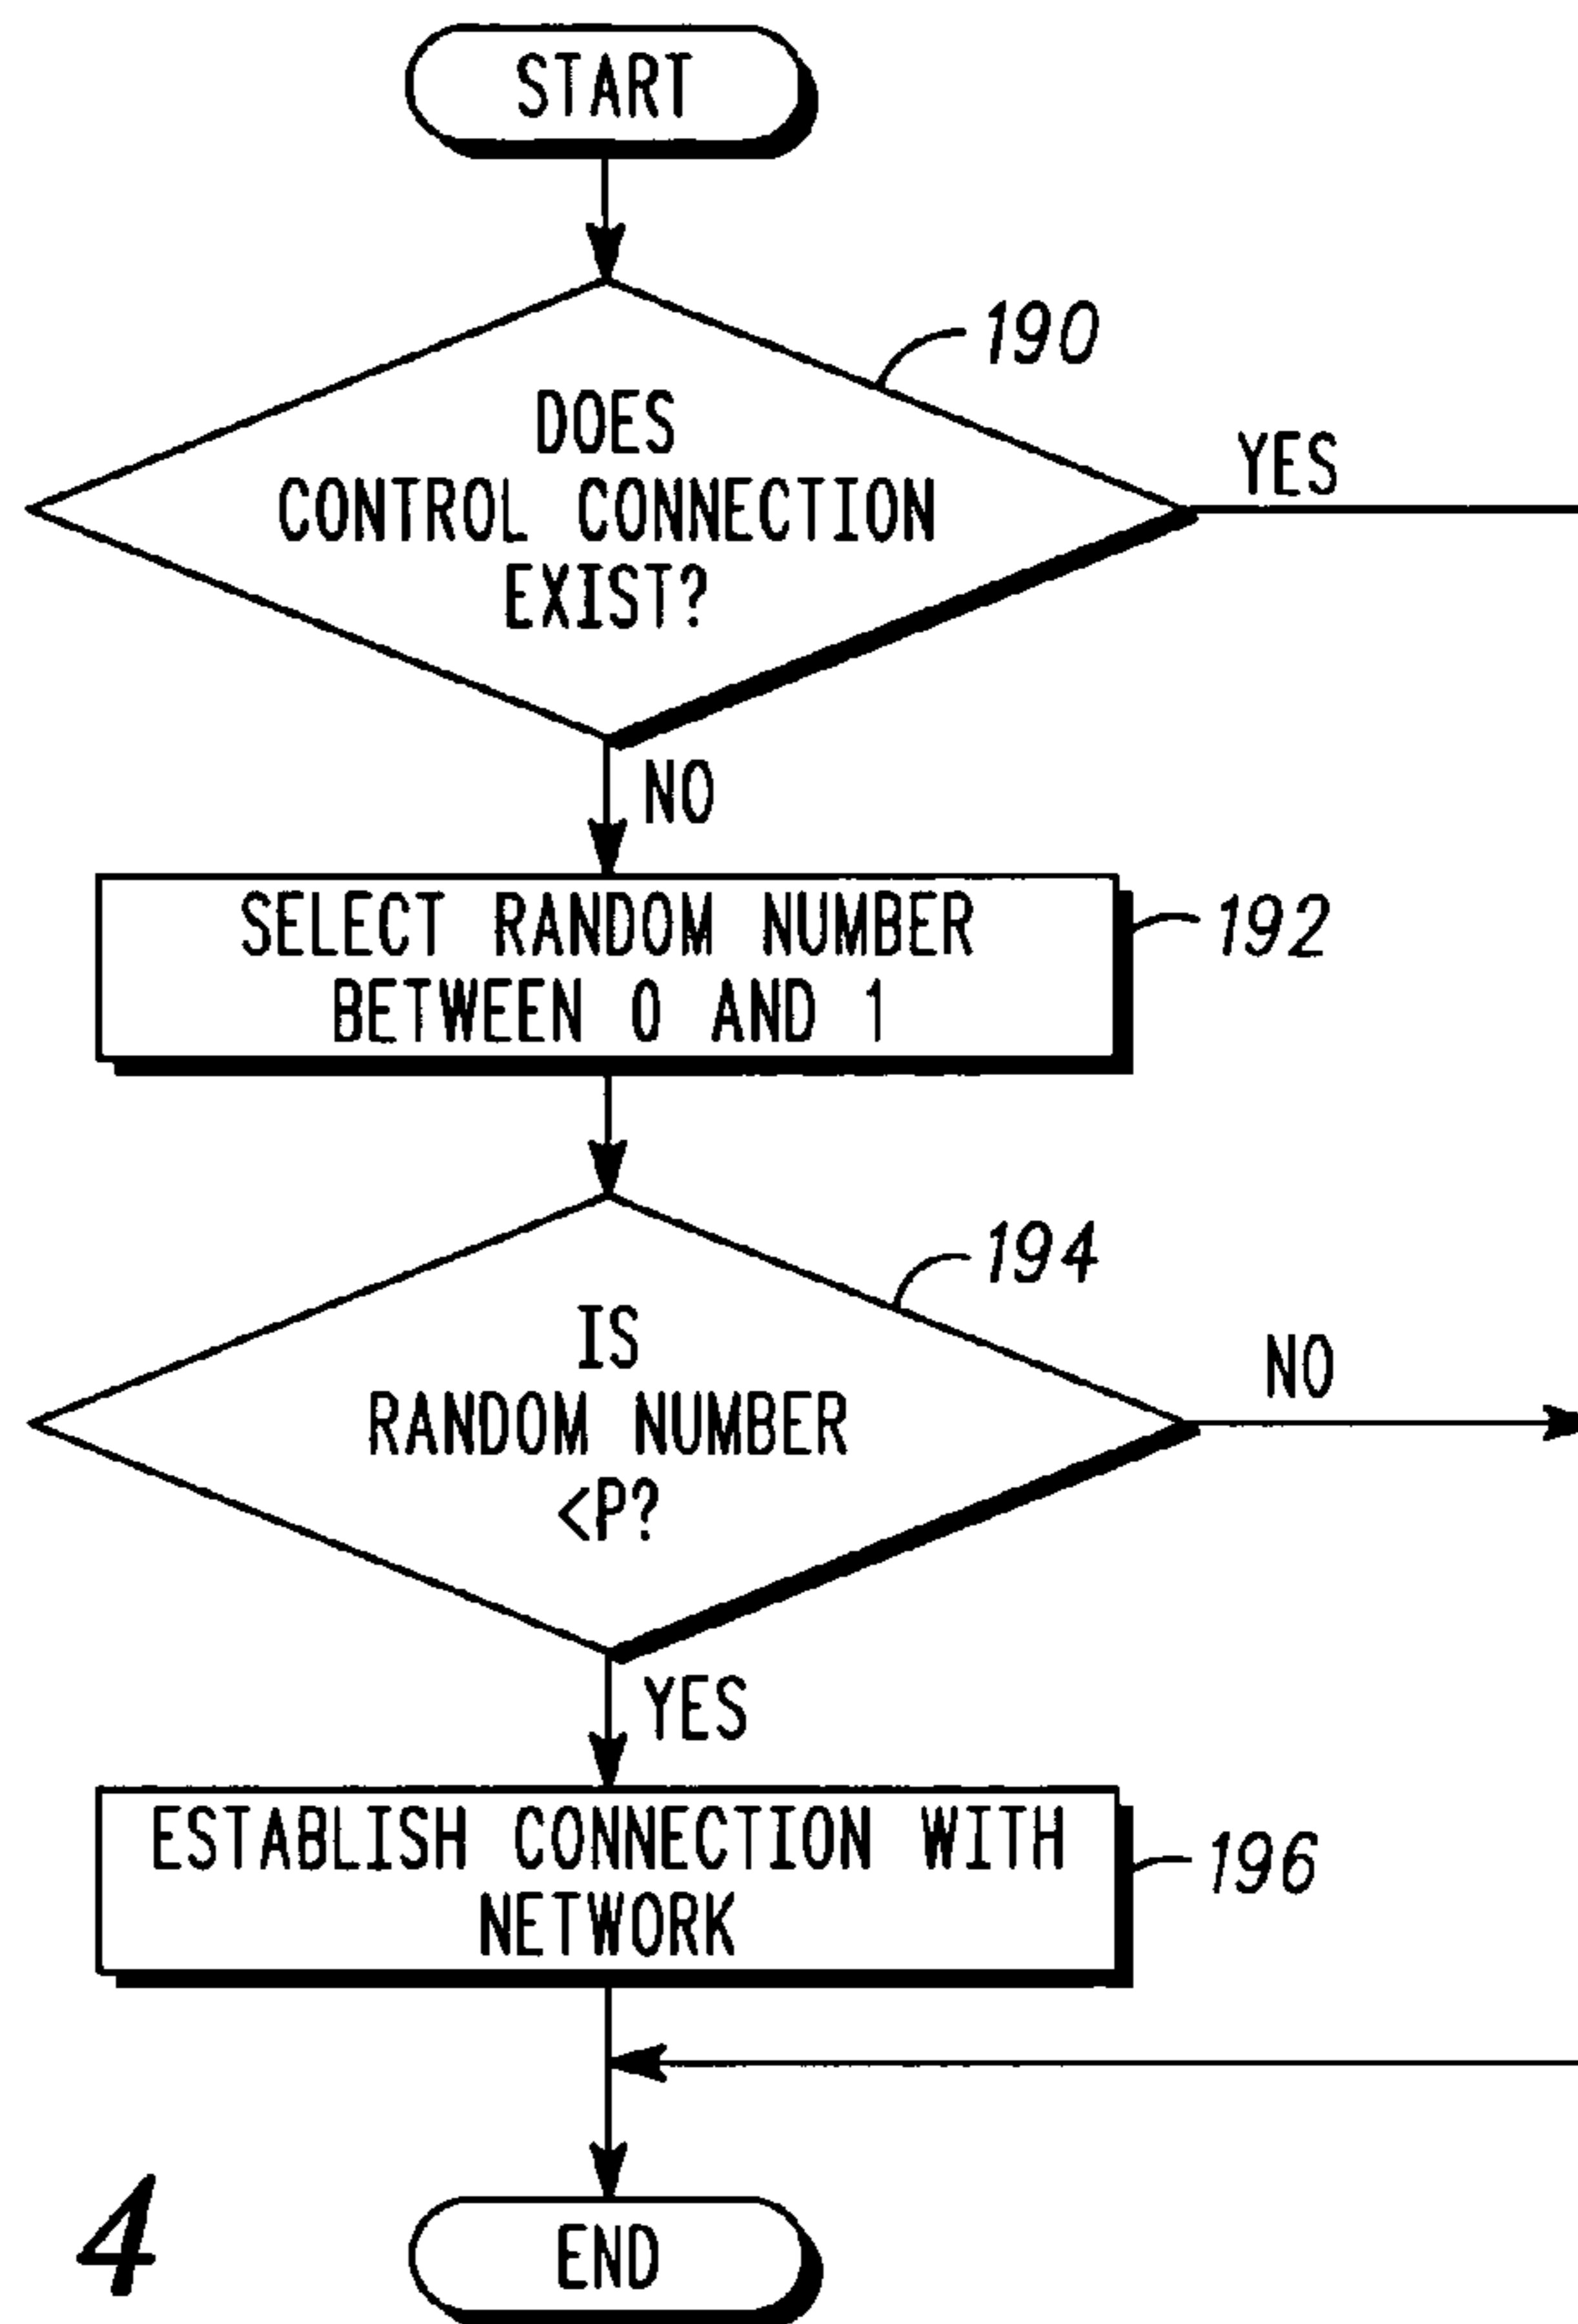 START
190
DOES
CONTROL CONNECTION
EXIST?
YES
NO
SELECT RANDOM NUMBER
BETWEEN 0 AND 1
192
194
IS
RANDOM NUMBER
<P?
NO
YES
ESTABLISH CONNECTION WITH
NETWORK
196
4
END